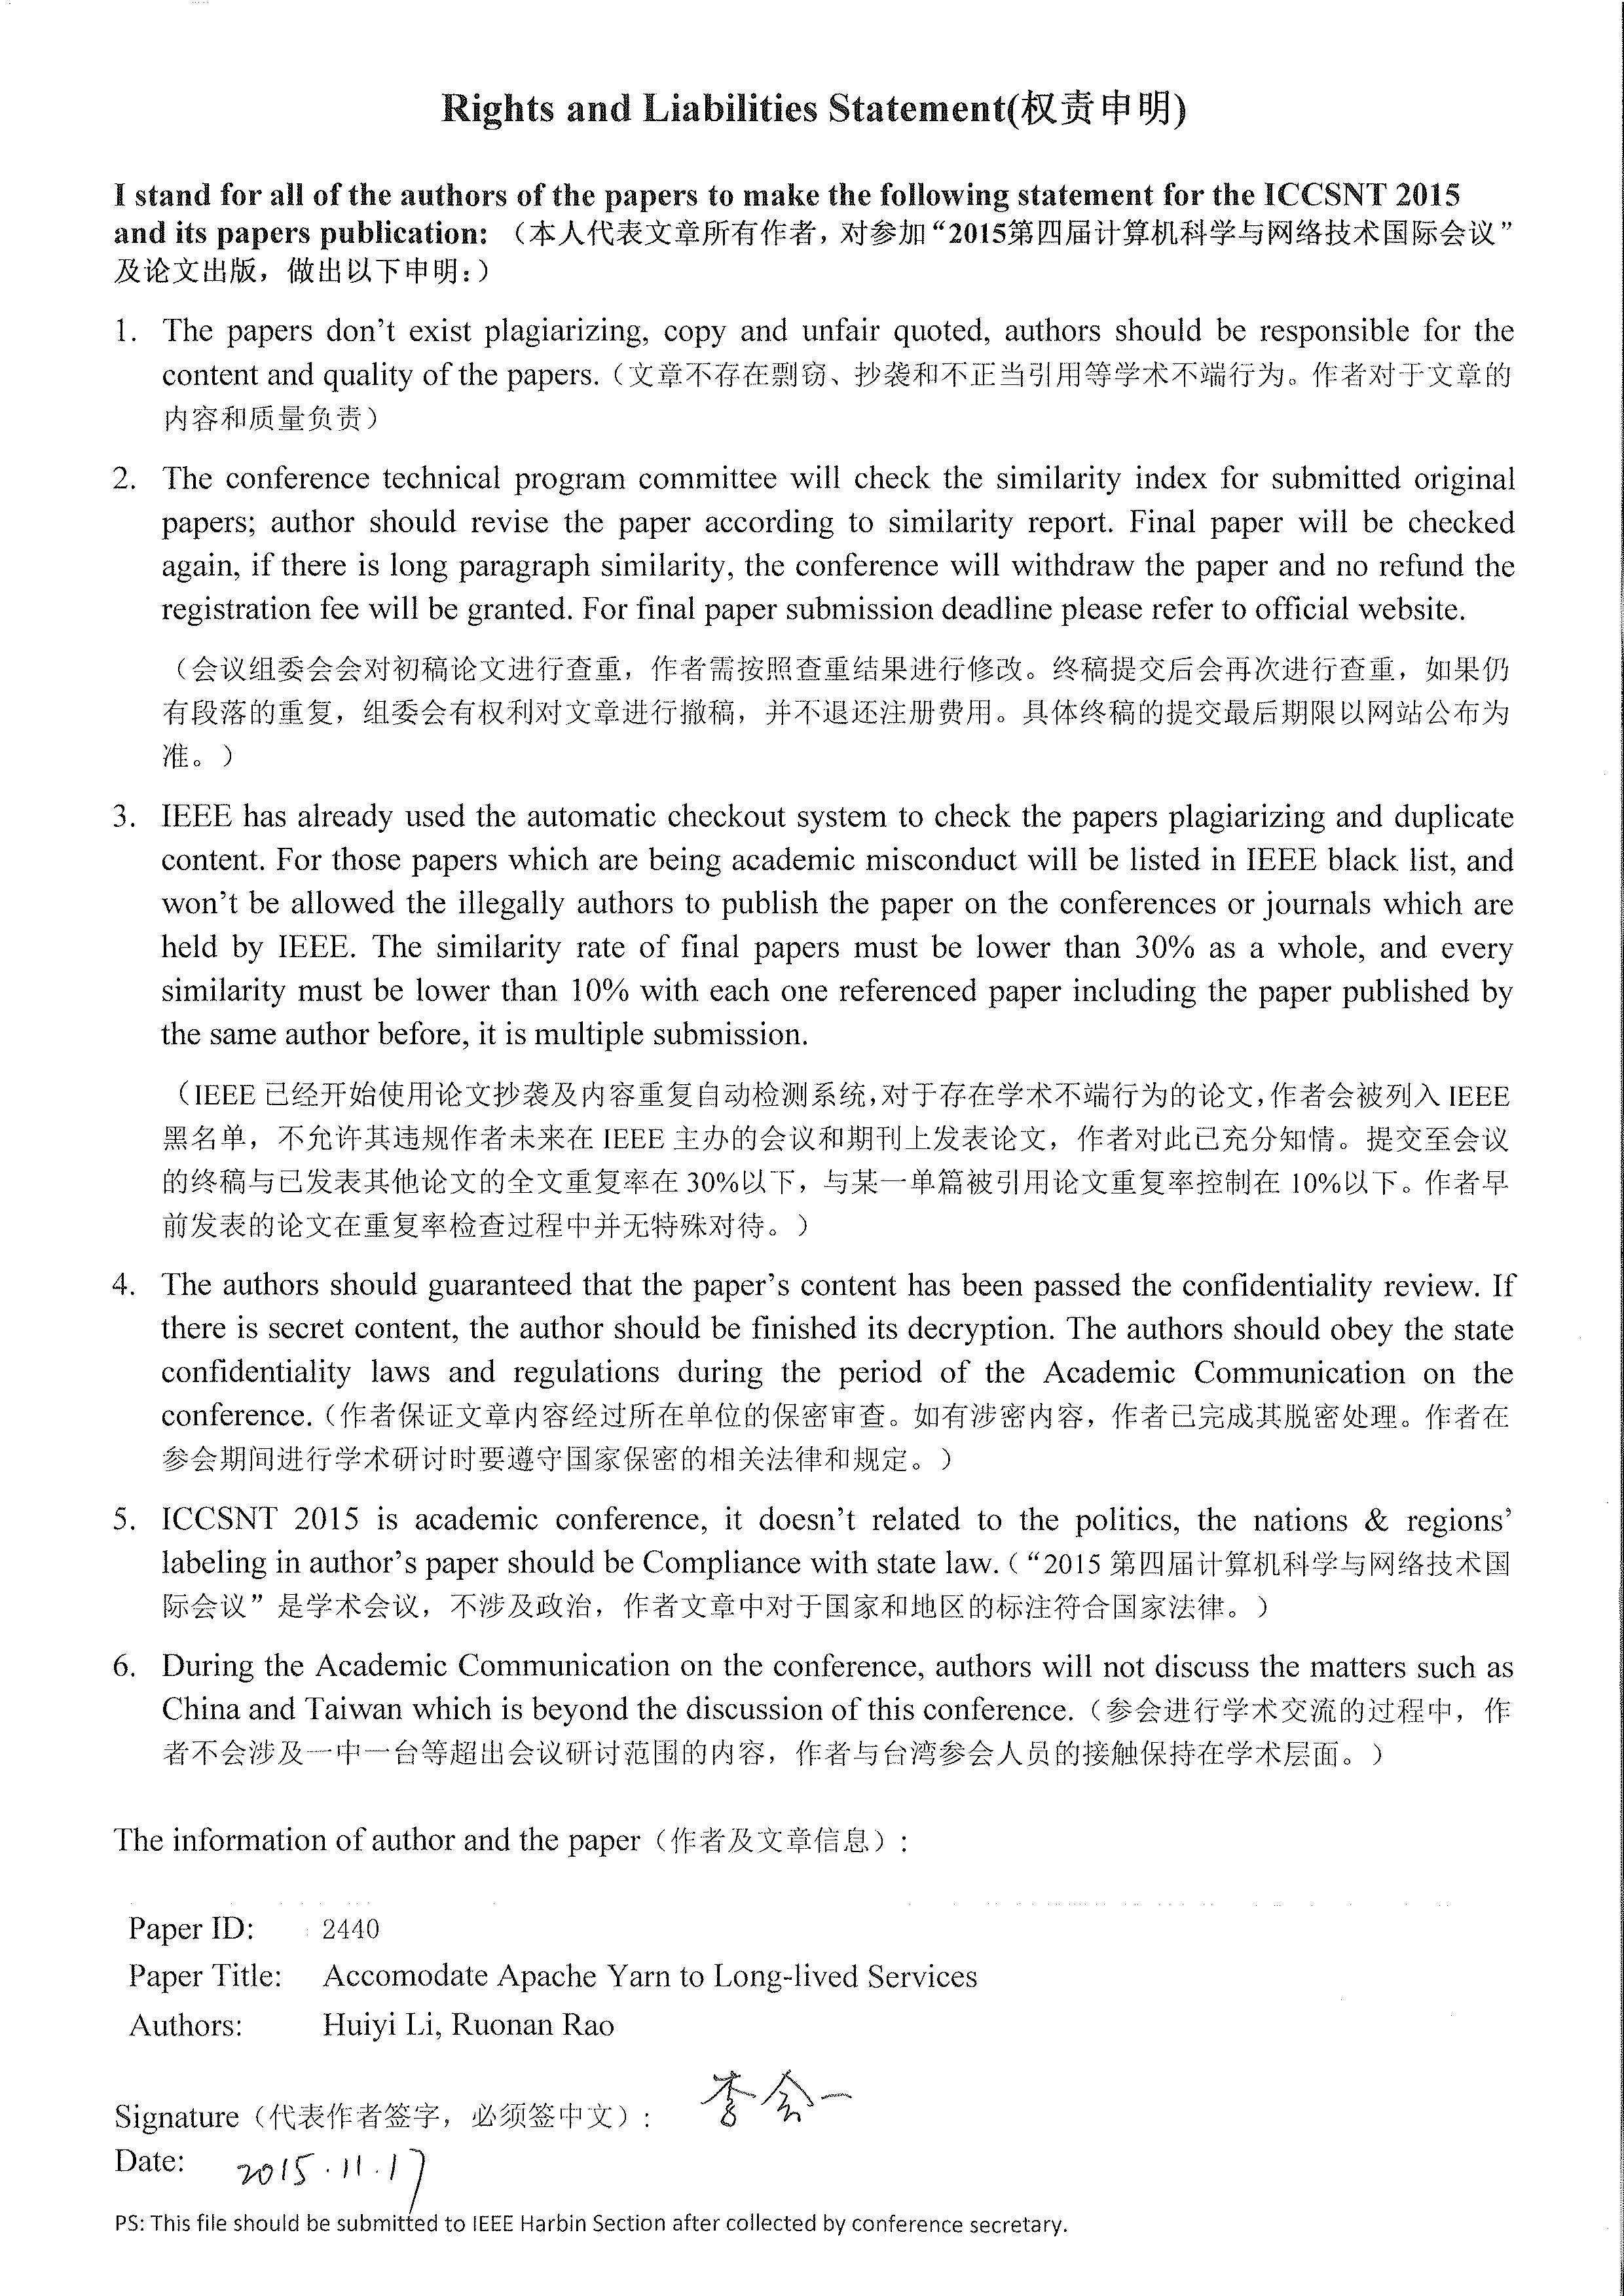 Rights and Liabilities Statement(权责申明)
I stand for all of the authors of the papers to make the following statement for the ICCSNT 2015
and its papers publication: （本人代表文章所有作者，对参加“2015第四届计算机科学与网络技术国际会议”
及论文出版，做出以下申明：）
1. The papers don’t exist plagiarizing, copy and unfair quoted, authors should be responsible for the
content and quality of the papers.（文章不存在剽窃、抄袭和不正当引用等学术不端行为。作者对于文章的
内容和质量负责）
2. The conference technical program committee will check the similarity index for submitted original
papers; author should revise the paper according to similarity report. Final paper will be checked
again, if there is long paragraph similarity, the conference will withdraw the paper and no refund the
registration fee will be granted. For final paper submission deadline please refer to official website.
（会议组委会会对初稿论文进行查重，作者需按照查重结果进行修改。终稿提交后会再次进行查重，如果仍
有段落的重复，组委会有权利对文章进行撤稿，并不退还注册费用。具体终稿的提交最后期限以网站公布为
准。）
3. IEEE has already used the automatic checkout system to check the papers plagiarizing and duplicate
content. For those papers which are being academic misconduct will be listed in IEEE black list, and
won’t be allowed the illegally authors to publish the paper on the conferences or journals which are
held by IEEE. The similarity rate of final papers must be lower than 30% as a whole, and every
similarity must be lower than 10% with each one referenced paper including the paper published by
the same author before, it is multiple submission.
（IEEE 已经开始使用论文抄袭及内容重复自动检测系统，对于存在学术不端行为的论文，作者会被列入 IEEE
黑名单，不允许其违规作者未来在 IEEE 主办的会议和期刊上发表论文，作者对此已充分知情。提交至会议
的终稿与已发表其他论文的全文重复率在 30%以下，与某一单篇被引用论文重复率控制在 10%以下。作者早
前发表的论文在重复率检查过程中并无特殊对待。）
4. The authors should guaranteed that the paper’s content has been passed the confidentiality review. If
there is secret content, the author should be finished its decryption. The authors should obey the state
confidentiality laws and regulations during the period of the Academic Communication on the
conference.（作者保证文章内容经过所在单位的保密审查。如有涉密内容，作者已完成其脱密处理。作者在
参会期间进行学术研讨时要遵守国家保密的相关法律和规定。）
5. ICCSNT 2015 is academic conference, it doesn’t related to the politics, the nations & regions’
labeling in author’s paper should be Compliance with state law.（“2015 第四届计算机科学与网络技术国
际会议”是学术会议，不涉及政治，作者文章中对于国家和地区的标注符合国家法律。）
6. During the Academic Communication on the conference, authors will not discuss the matters such as
China and Taiwan which is beyond the discussion of this conference.（参会进行学术交流的过程中，作
者不会涉及一中一台等超出会议研讨范围的内容，作者与台湾参会人员的接触保持在学术层面。）
The information of author and the paper（作者及文章信息）:
Paper ID: 2440
Paper Title: Accomodate Apache Yarn to Long-lived Services
Authors: Huiyi Li, Ruonan Rao
Signature（代表作者签字，必须签中文）: 李会一
Date: 2015.11.17
PS: This file should be submitted to IEEE Harbin Section after collected by conference secretary.